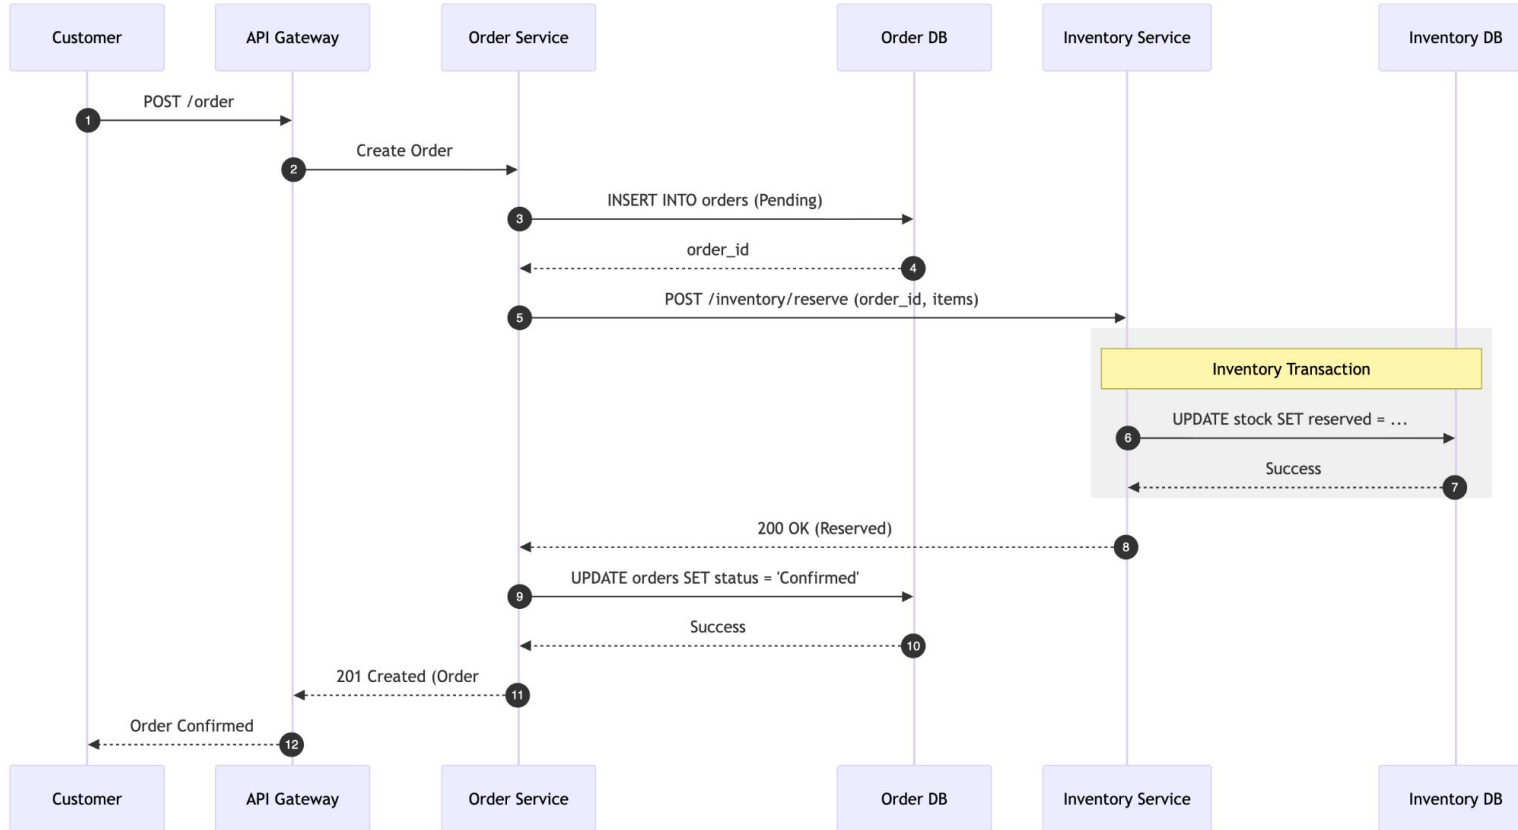 Customer
API Gateway
Order Service
Order DB
Inventory Service
Inventory DB
POST /order
1
Create Order
2
INSERT INTO orders (Pending)
3
order_id
4
POST /inventory/reserve (order_id, items)
5
Inventory Transaction
UPDATE stock SET reserved = ...
6
Success
7
200 OK (Reserved)
8
UPDATE orders SET status = 'Confirmed'
9
Success
10
201 Created (Order
11
Order Confirmed
12
Customer
API Gateway
Order Service
Order DB
Inventory Service
Inventory DB